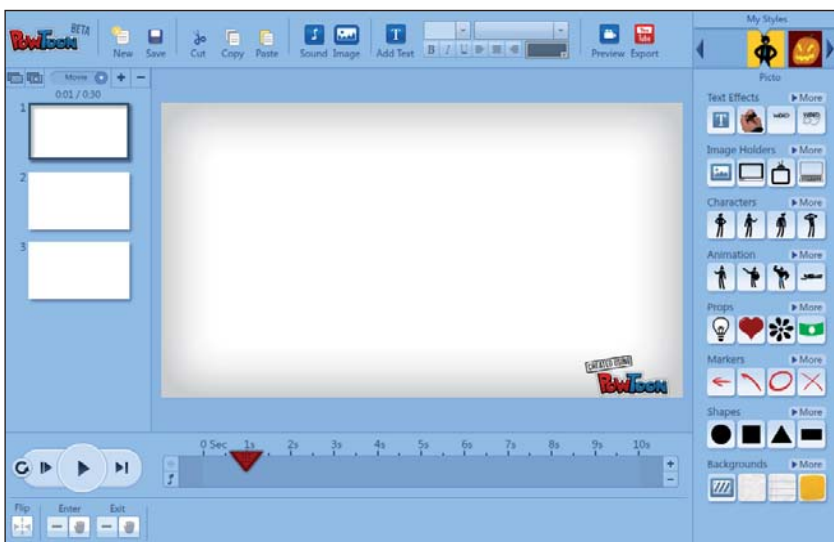 PowToon BETA
New Save Cut Copy Paste Sound Image Add Text B I U Preview You Tube Export
My Styles
Picto
Move
0:01 / 0:30
1
2
3
Text Effects More
T
Image Holders More
Characters More
Animation More
Props More
Markers More
Shapes More
Backgrounds More
CREATED USING
PowToon
0 Sec 1s 2s 3s 4s 5s 6s 7s 8s 9s 10s
Flip Enter Exit